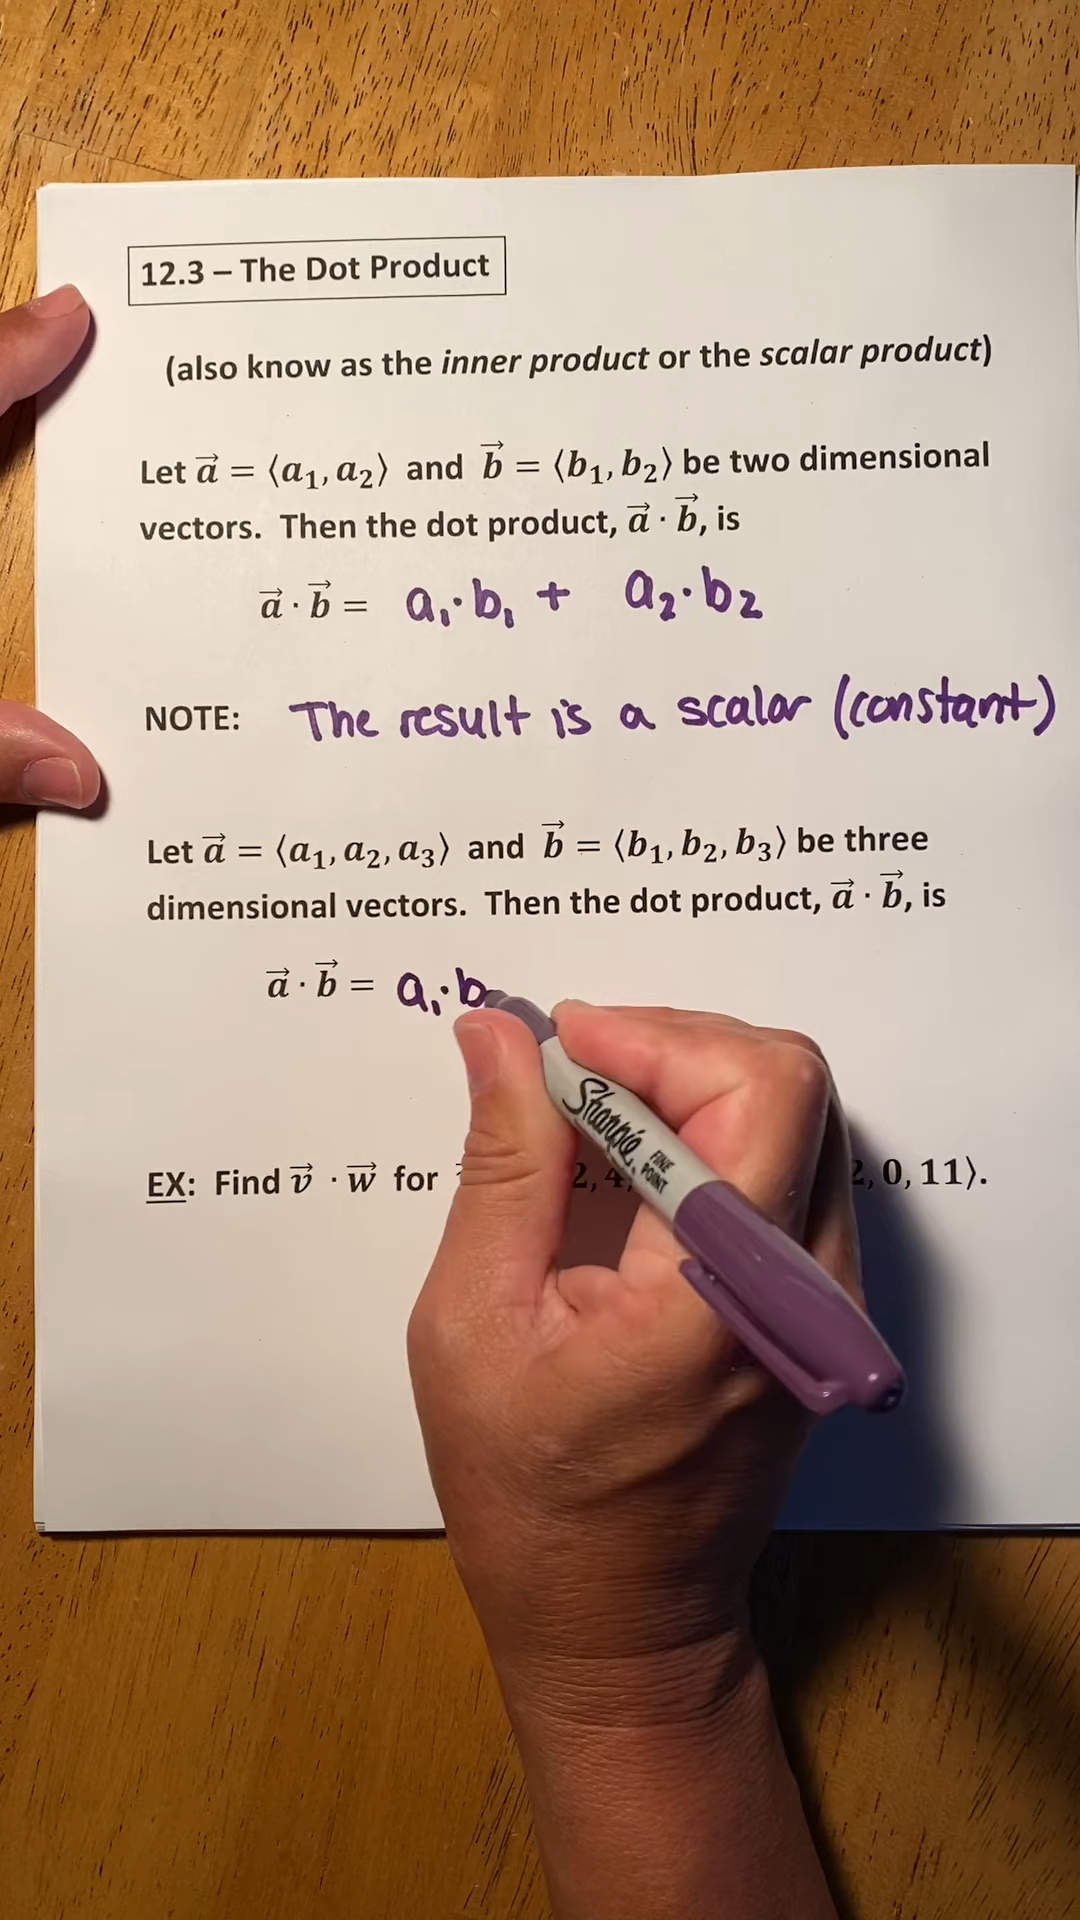 12.3 – The Dot Product
(also know as the inner product or the scalar product)
Let a⃗ = ⟨a₁, a₂⟩ and b⃗ = ⟨b₁, b₂⟩ be two dimensional
vectors. Then the dot product, a⃗ · b⃗, is
a⃗ · b⃗ = a₁·b₁ + a₂·b₂
NOTE: The result is a scalar (constant)
Let a⃗ = ⟨a₁, a₂, a₃⟩ and b⃗ = ⟨b₁, b₂, b₃⟩ be three
dimensional vectors. Then the dot product, a⃗ · b⃗, is
a⃗ · b⃗ = a₁·b
Sharpie.
FINE
POINT
EX: Find v⃗ · w⃗ for 2, 4, 2, 0, 11⟩.